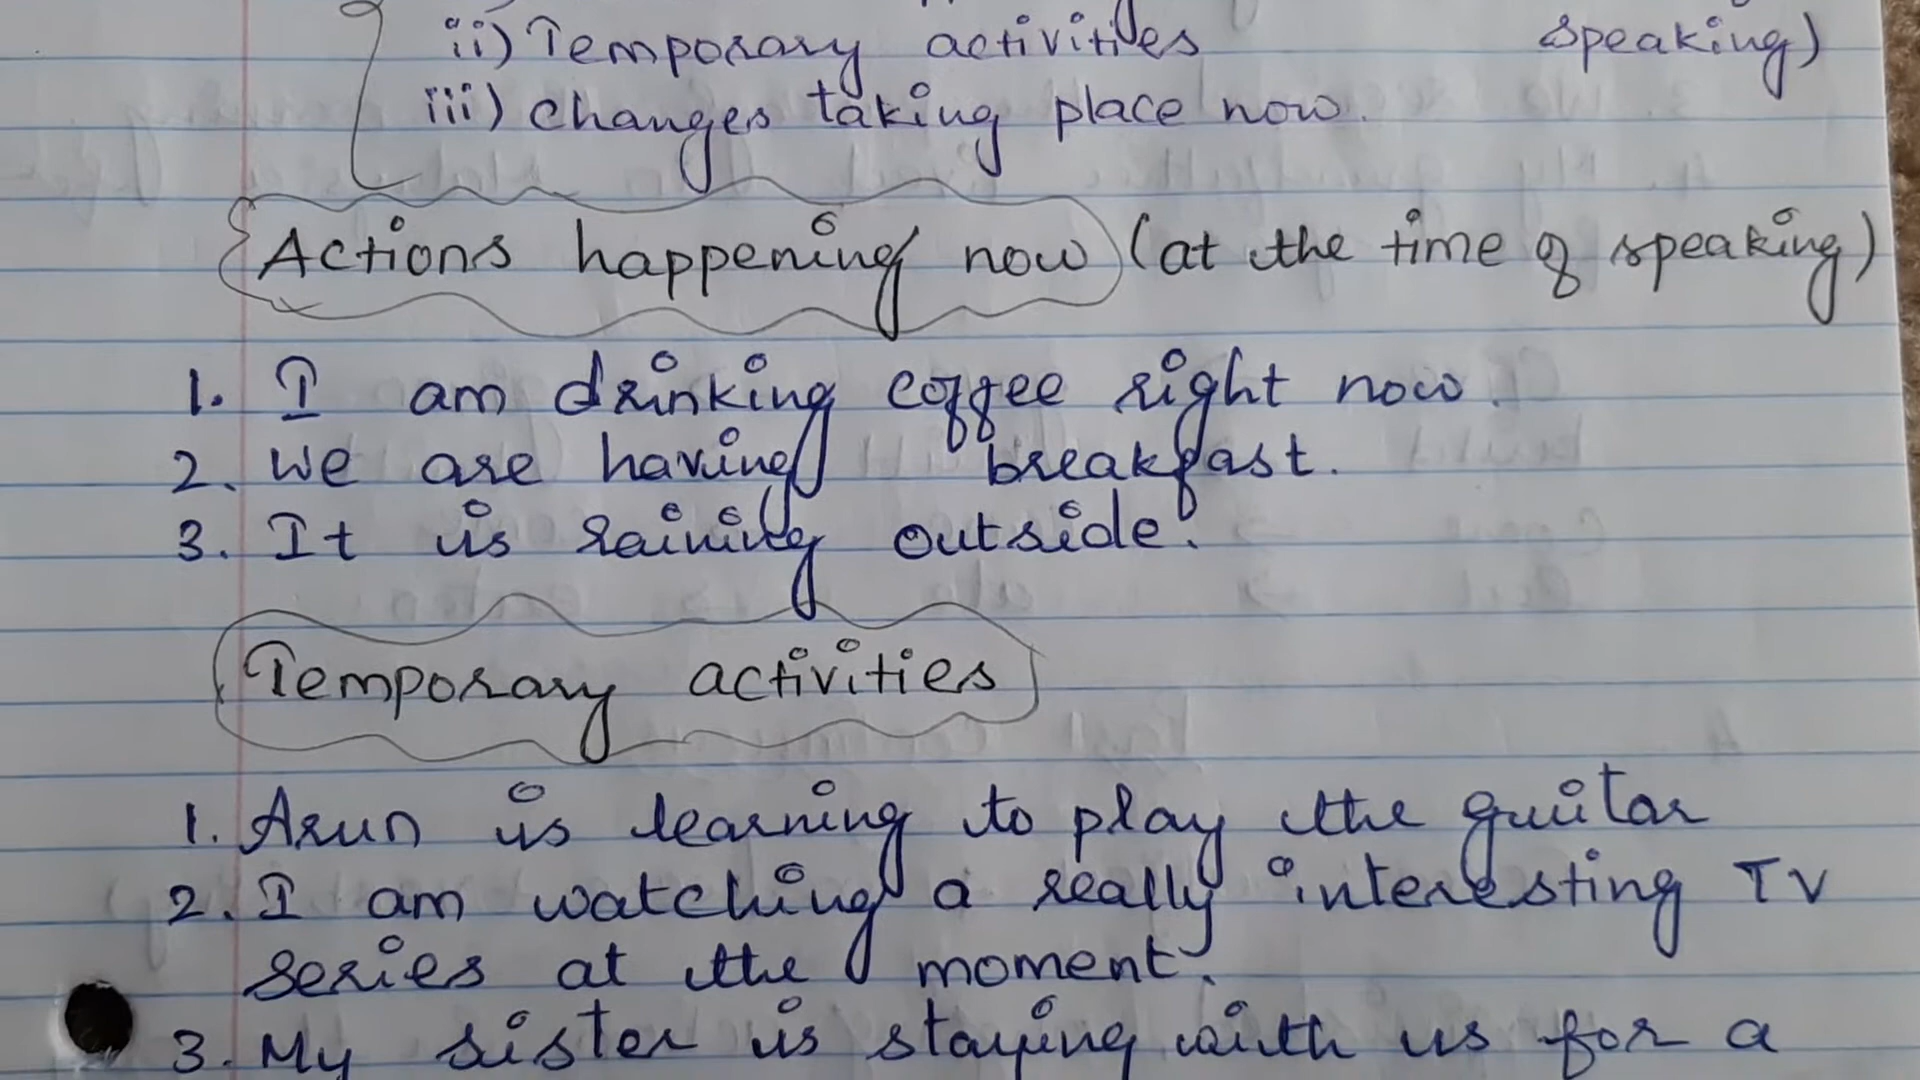 ii) Temporary activities speaking)
iii) changes taking place now.
Actions happening now (at the time of speaking)
1. I am drinking coffee right now.
2. We are having breakfast.
3. It is raining outside.
Temporary activities
1. Arun is learning to play the guitar
2. I am watching a really interesting TV
series at the moment.
3. My sister is staying with us for a